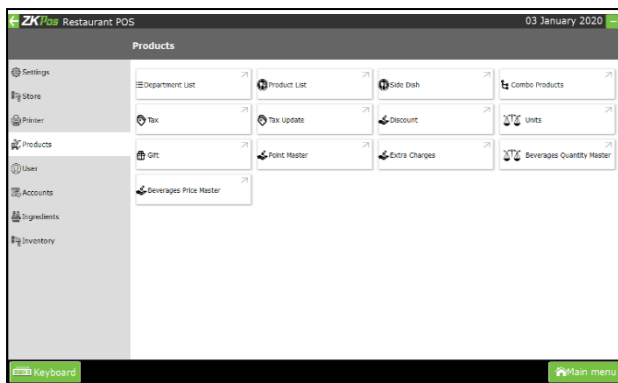 ZKPos Restaurant POS
03 January 2020
Products
Settings
Store
Printer
Products
User
Accounts
Ingredients
Inventory
Department List
Product List
Side Dish
Combo Products
Tax
Tax Update
Discount
Units
Gift
Point Master
Extra Charges
Beverages Quantity Master
Beverages Price Master
Keyboard
Main menu